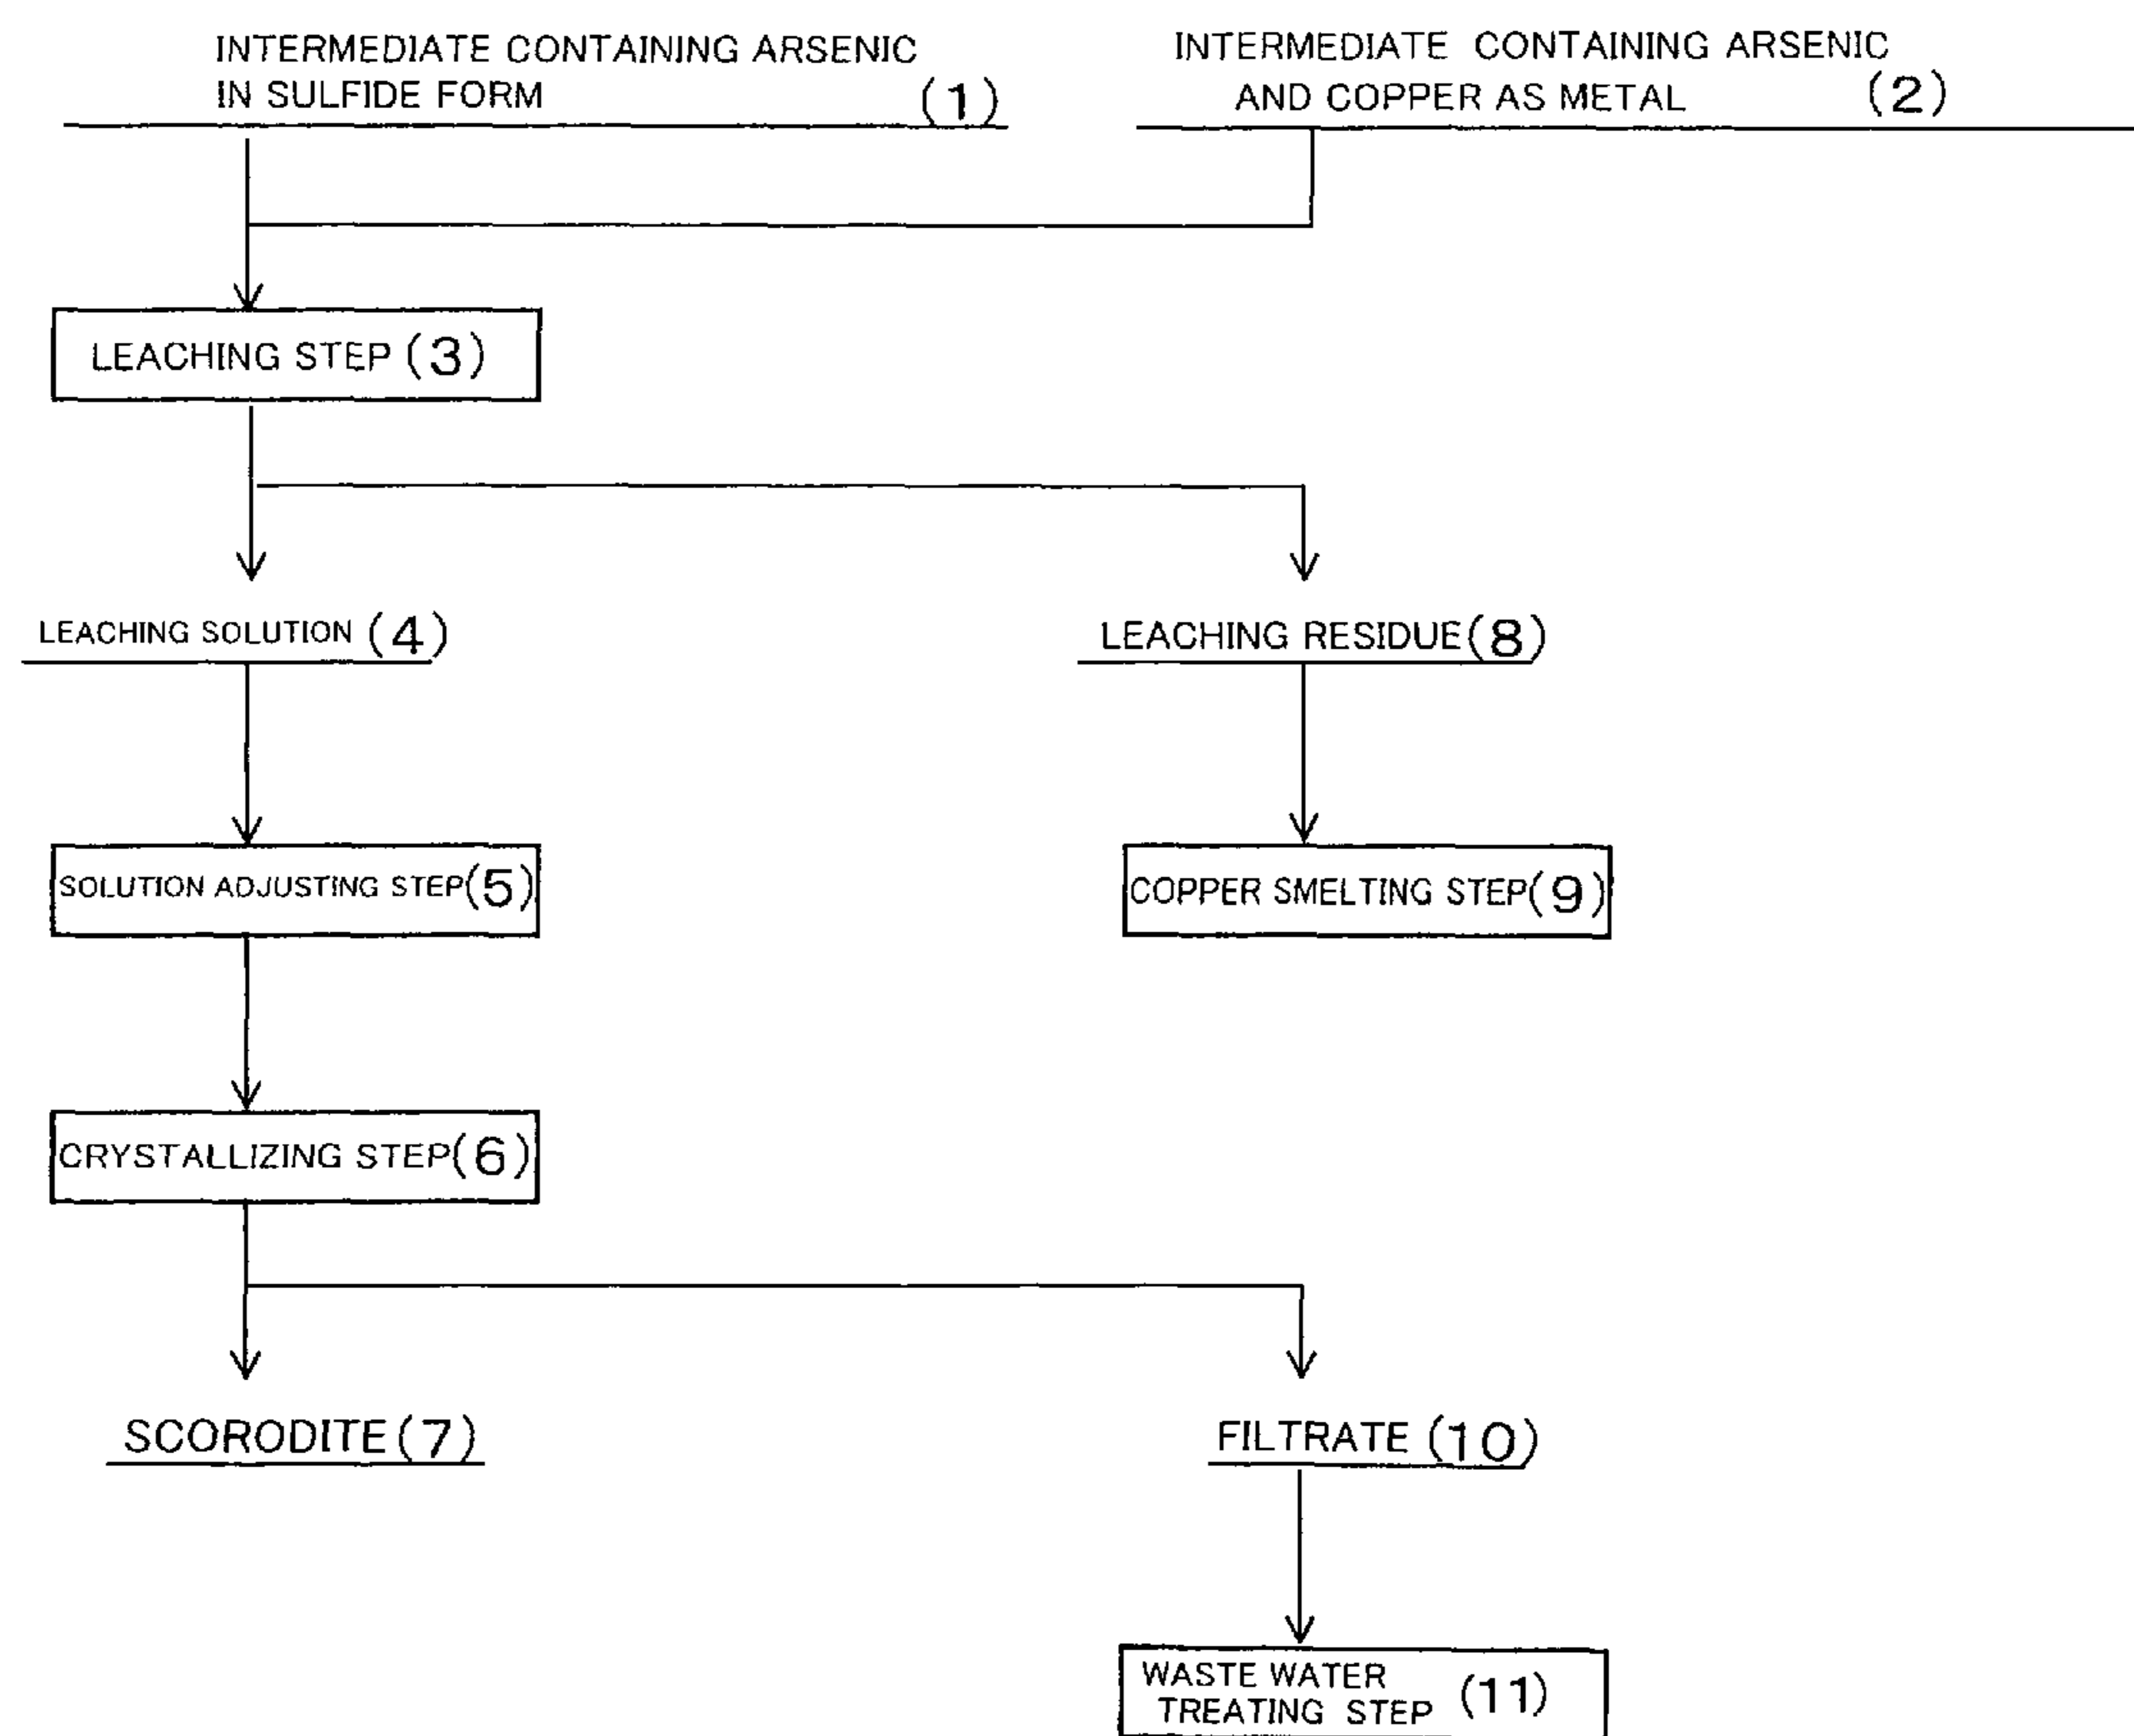 INTERMEDIATE CONTAINING ARSENIC
IN SULFIDE FORM (1)
INTERMEDIATE CONTAINING ARSENIC
AND COPPER AS METAL (2)
LEACHING STEP (3)
LEACHING SOLUTION (4)
LEACHING RESIDUE (8)
SOLUTION ADJUSTING STEP (5)
COPPER SMELTING STEP (9)
CRYSTALLIZING STEP (6)
SCORODITE (7)
FILTRATE (10)
WASTE WATER
TREATING STEP (11)